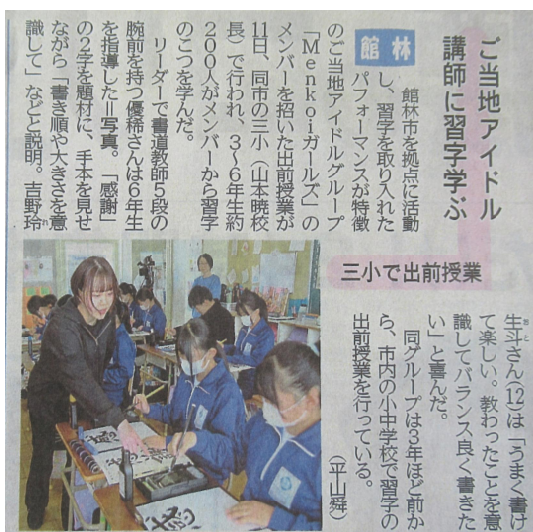 ご当地アイドル
講師に習字学ぶ
館林
三小で出前授業
館林市を拠点に活動
し、習字を取り入れた
パフォーマンスが特徴
のご当地アイドルグループ
「Menkoiガールズ」の
メンバーを招いた出前授業が
11日、同市の三小（山本暁校
長）で行われ、3～6年生約
200人がメンバーから習字
のこつを学んだ。
リーダーで書道教師5段の
腕前を持つ優稀さんは6年生
を指導した＝写真。「感謝」
の2字を題材に、手本を見せ
ながら「書き順や大きさを意
識して」などと説明。吉野玲
生斗さん(12)は「うまく書け
て楽しい。教わったことを意
識してバランス良く書きた
い」と喜んだ。
同グループは3年ほど前か
ら、市内の小中学校で習字の
出前授業を行っている。
（平山舜）